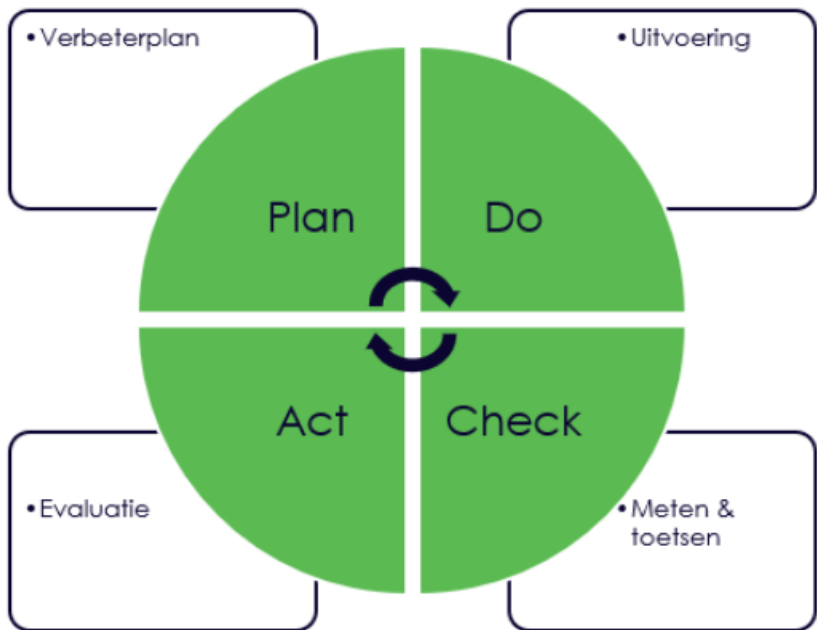 • Verbeterplan
• Uitvoering
Plan
Do
Act
Check
• Evaluatie
• Meten &
toetsen